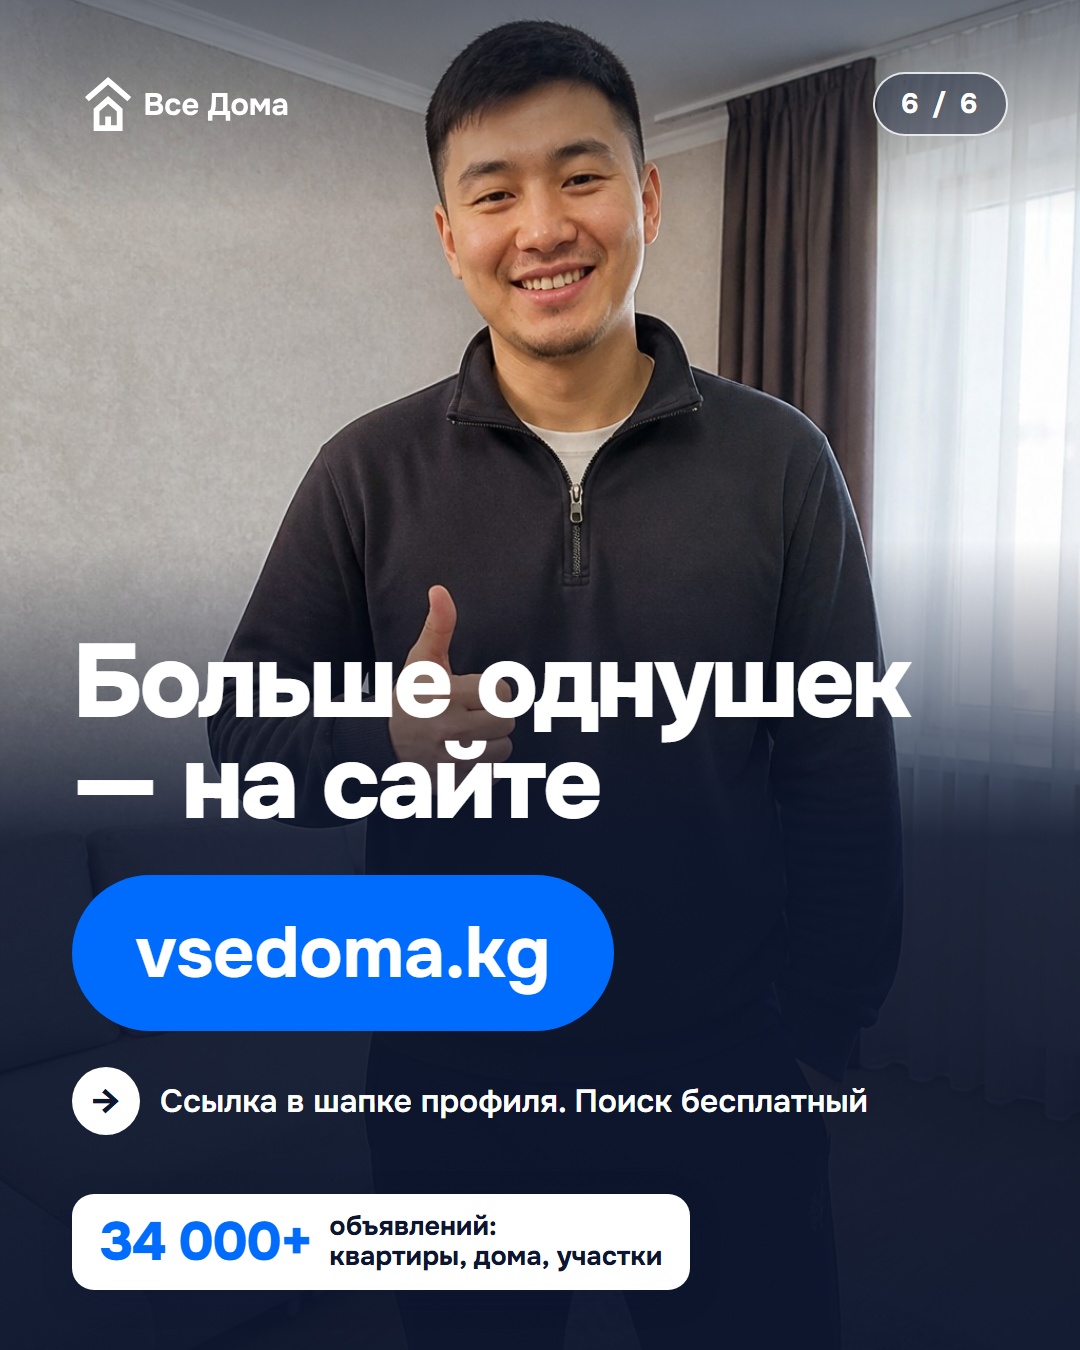 Все Дома
6 / 6
Больше однушек
— на сайте
vsedoma.kg
Ссылка в шапке профиля. Поиск бесплатный
34 000+
объявлений:
квартиры, дома, участки